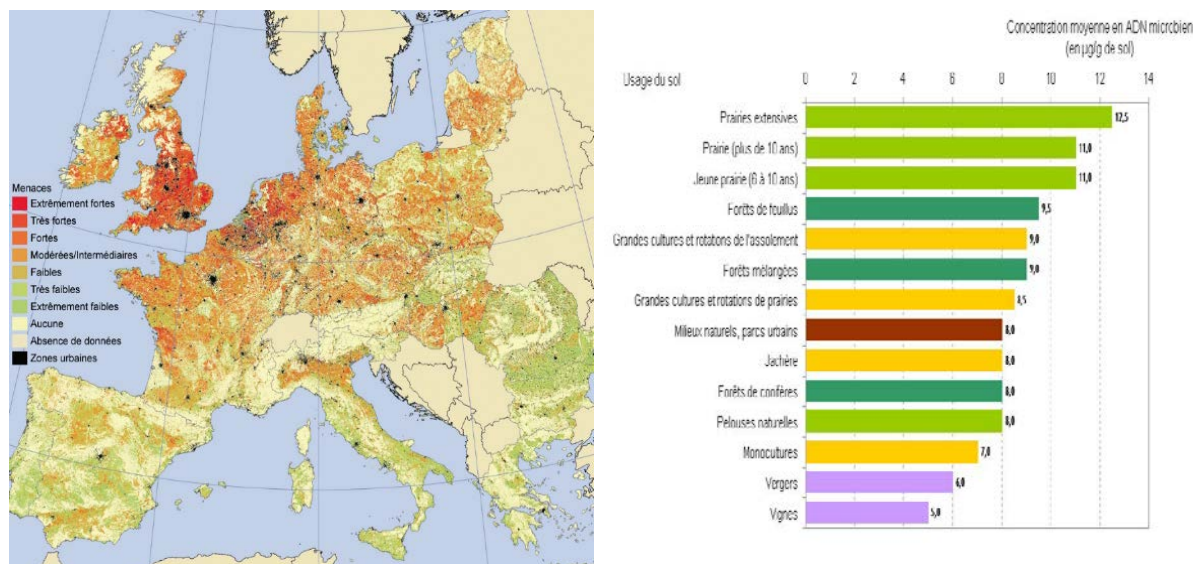 Menaces
Extrêmement fortes
Très fortes
Fortes
Modérées/Intermédiaires
Faibles
Très faibles
Extrêmement faibles
Aucune
Absence de données
Zones urbaines
Concentration moyenne en ADN microbien
(en µg/g de sol)
Usage du sol
0 2 4 6 8 10 12 14
Prairies extensives 12,5
Prairie (plus de 10 ans) 11,0
Jeune prairie (6 à 10 ans) 11,0
Forêts de feuillus 9,5
Grandes cultures et rotations de l'assolement 9,0
Forêts mélangées 9,0
Grandes cultures et rotations de prairies 8,5
Milieux naturels, parcs urbains 8,0
Jachère 8,0
Forêts de conifères 8,0
Pelouses naturelles 8,0
Monocutures 7,0
Vergers 6,0
Vignes 5,0